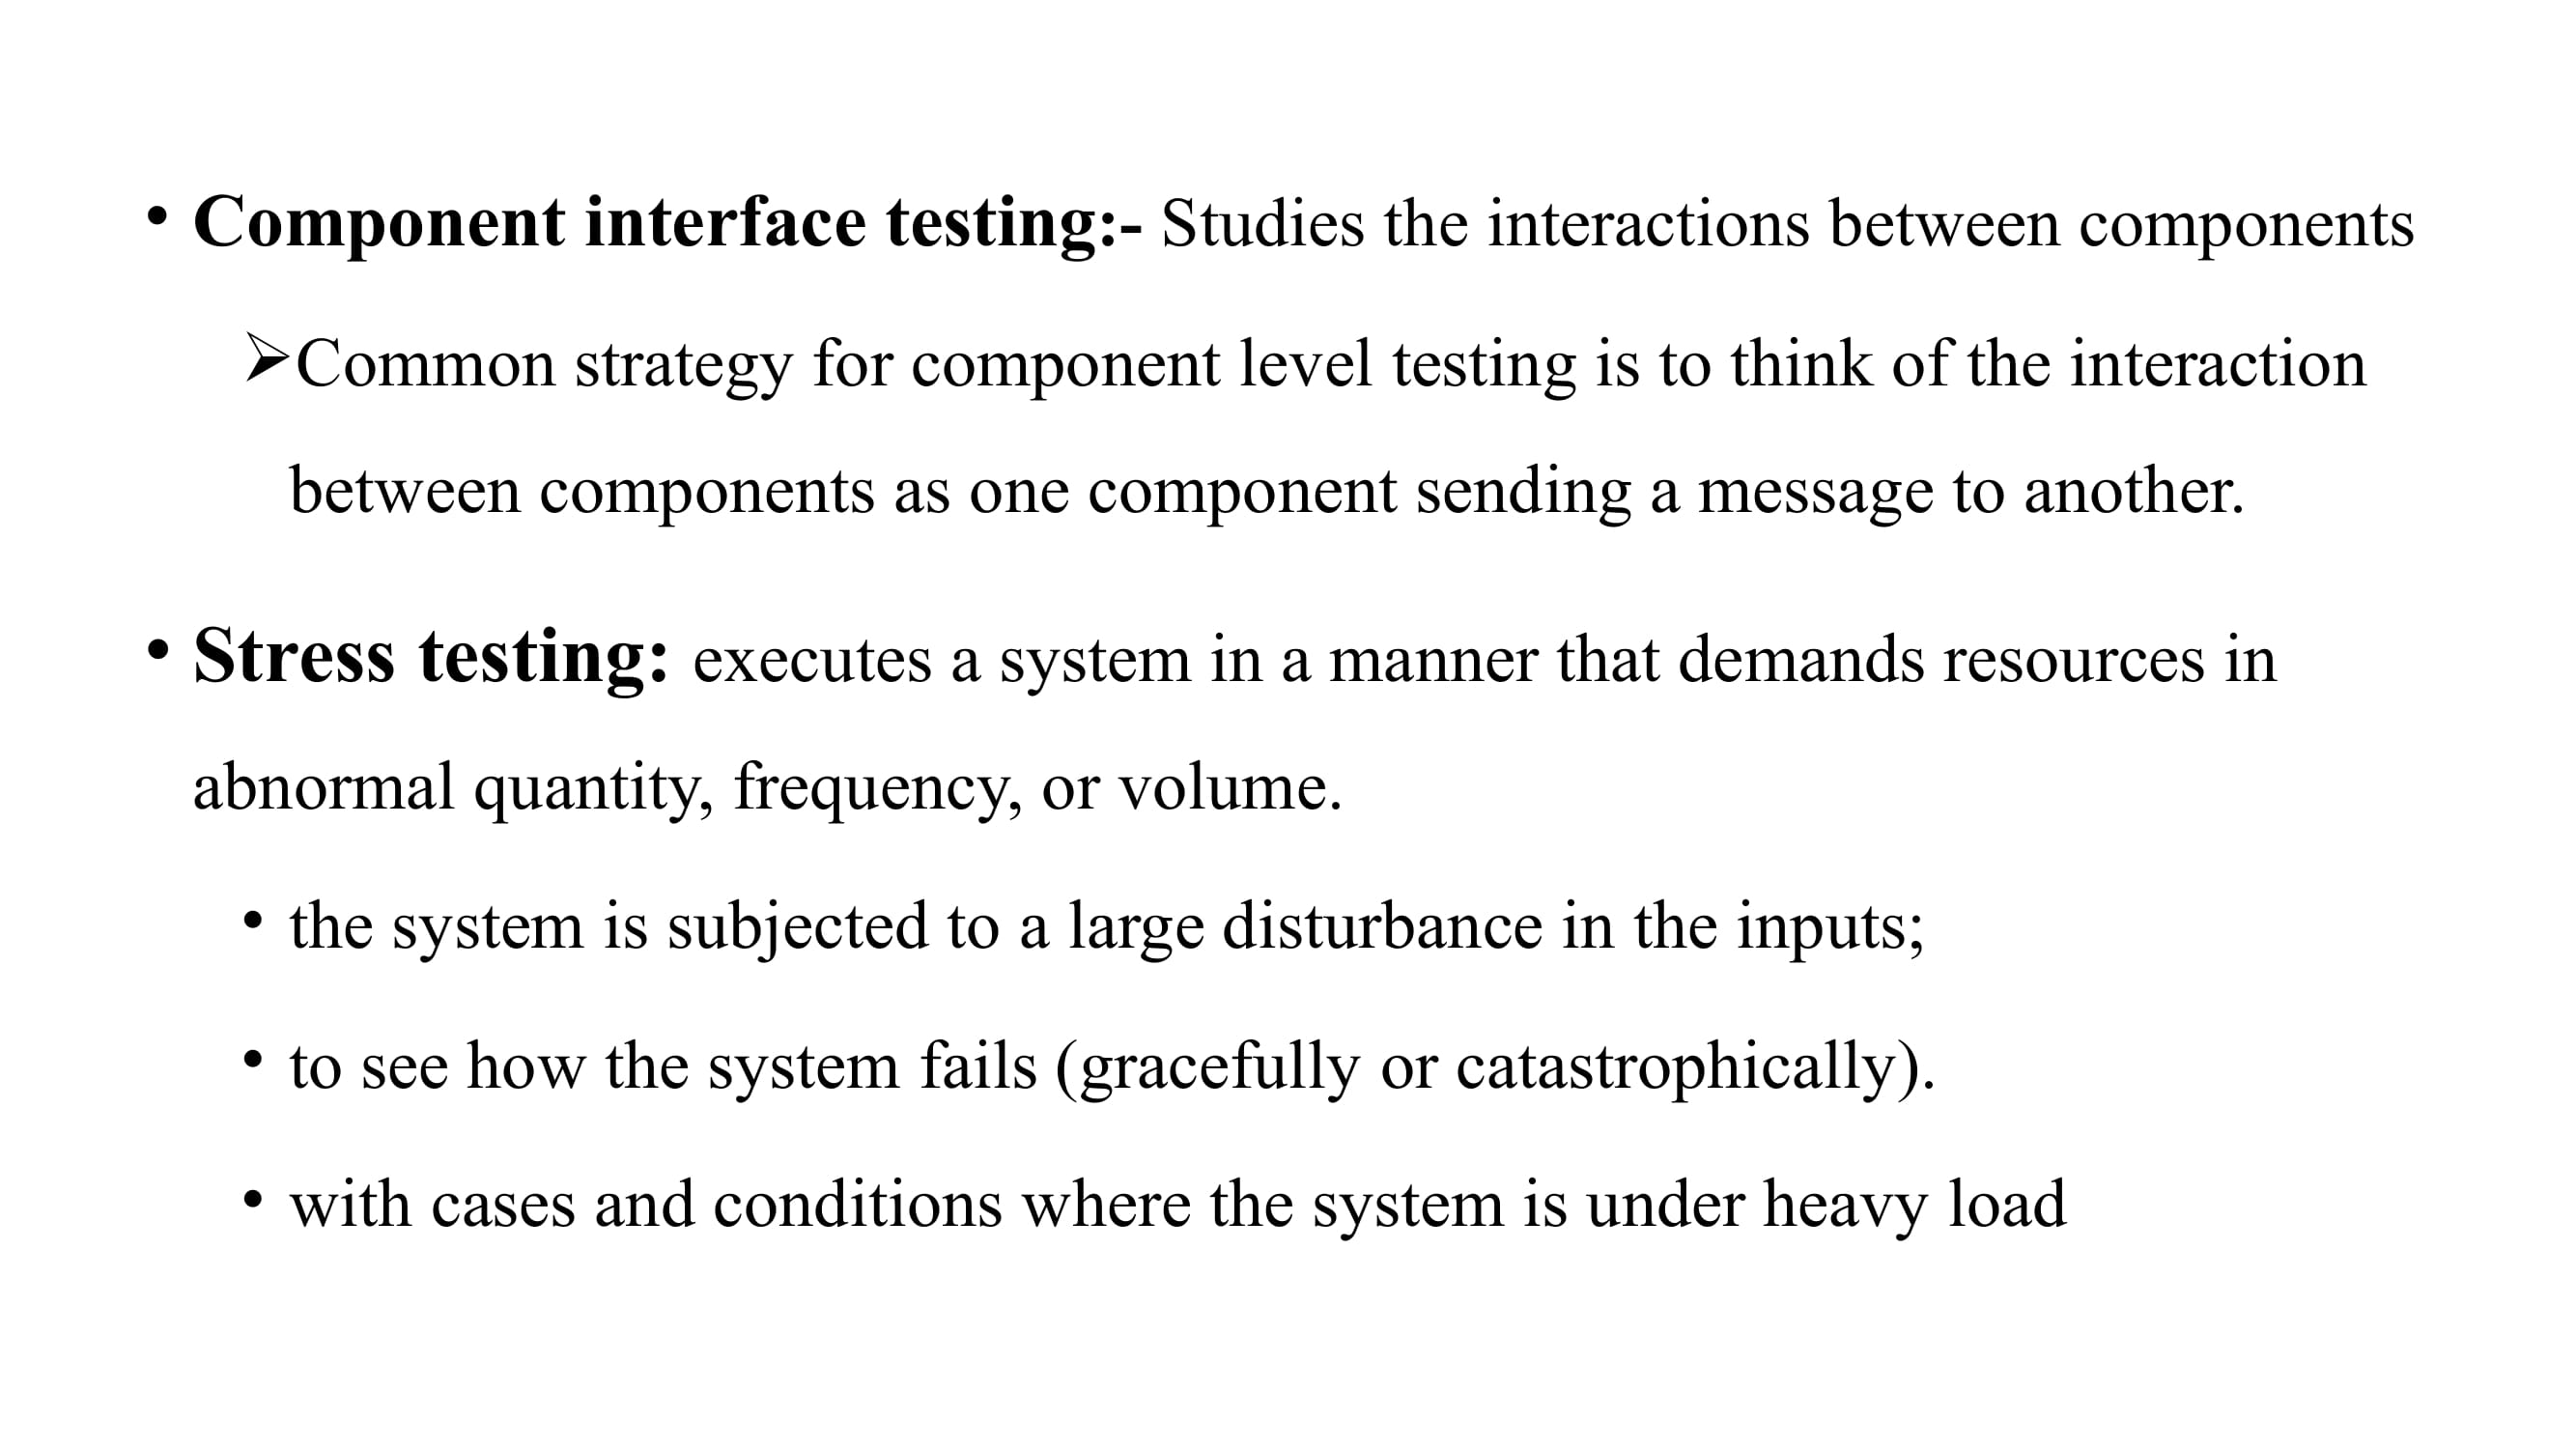 • Component interface testing:- Studies the interactions between components
➢Common strategy for component level testing is to think of the interaction
between components as one component sending a message to another.
• Stress testing: executes a system in a manner that demands resources in
abnormal quantity, frequency, or volume.
• the system is subjected to a large disturbance in the inputs;
• to see how the system fails (gracefully or catastrophically).
• with cases and conditions where the system is under heavy load